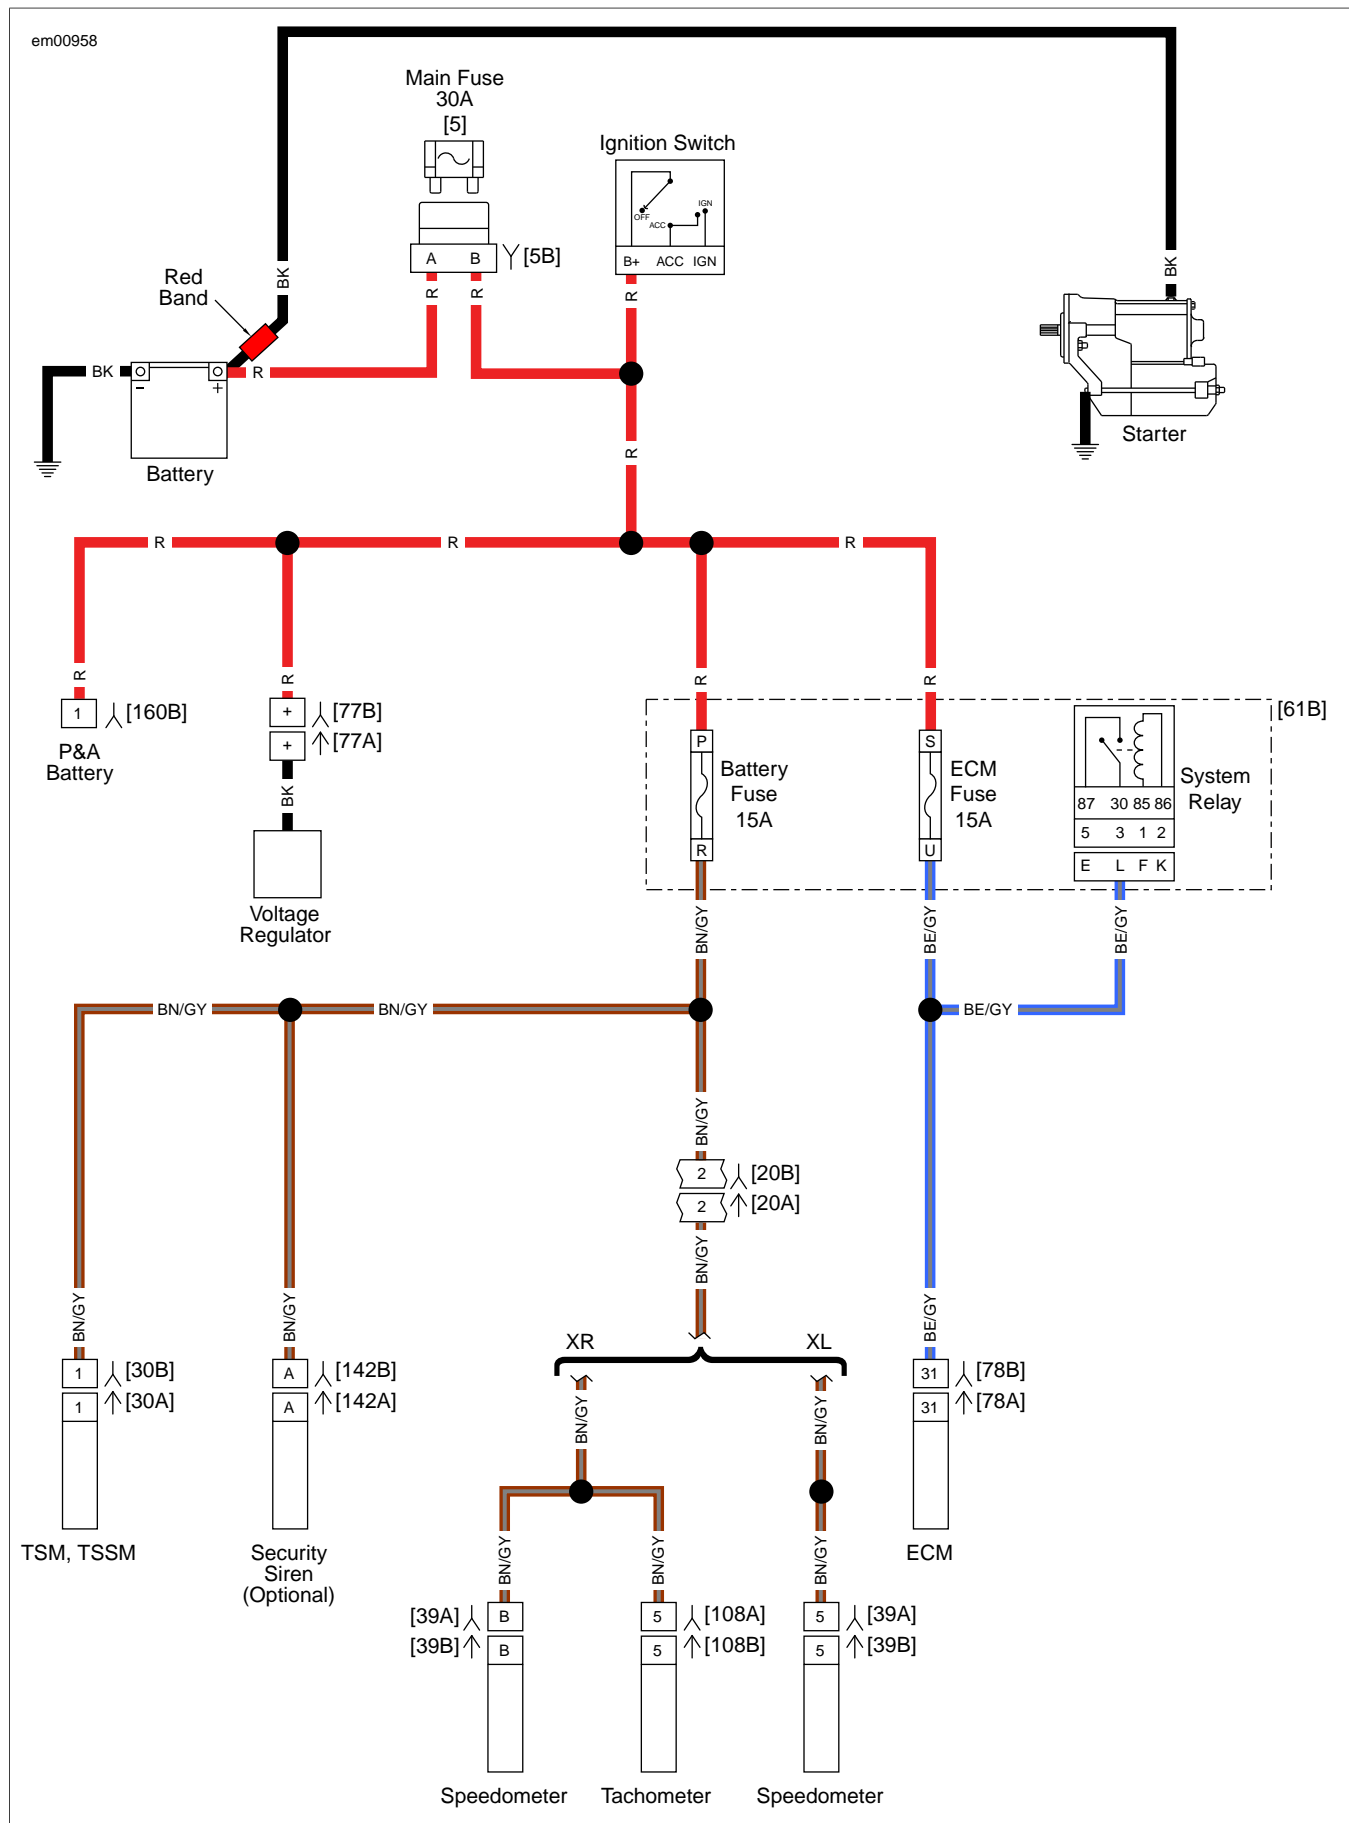 em00958
Main Fuse
30A
[5]
A
B
[5B]
Ignition Switch
OFF
ACC
IGN
B+ ACC IGN
Red
Band
BK
R
R
R
BK
BK
R
-
+
Battery
Starter
R
R
R
R
R
R
R
R
1
[160B]
P&A
Battery
+
[77B]
+
[77A]
BK
Voltage
Regulator
[61B]
P
Battery
Fuse
15A
R
S
ECM
Fuse
15A
U
System
Relay
87 30 85 86
5 3 1 2
E L F K
BN/GY
BE/GY
BE/GY
BN/GY
BN/GY
BE/GY
BN/GY
2
[20B]
2
[20A]
BN/GY
BN/GY
BN/GY
BE/GY
XR
XL
1
[30B]
1
[30A]
TSM, TSSM
A
[142B]
A
[142A]
Security
Siren
(Optional)
31
[78B]
31
[78A]
ECM
BN/GY
BN/GY
BN/GY
BN/GY
BN/GY
[39A]
B
[39B]
B
Speedometer
5
[108A]
5
[108B]
Tachometer
5
[39A]
5
[39B]
Speedometer